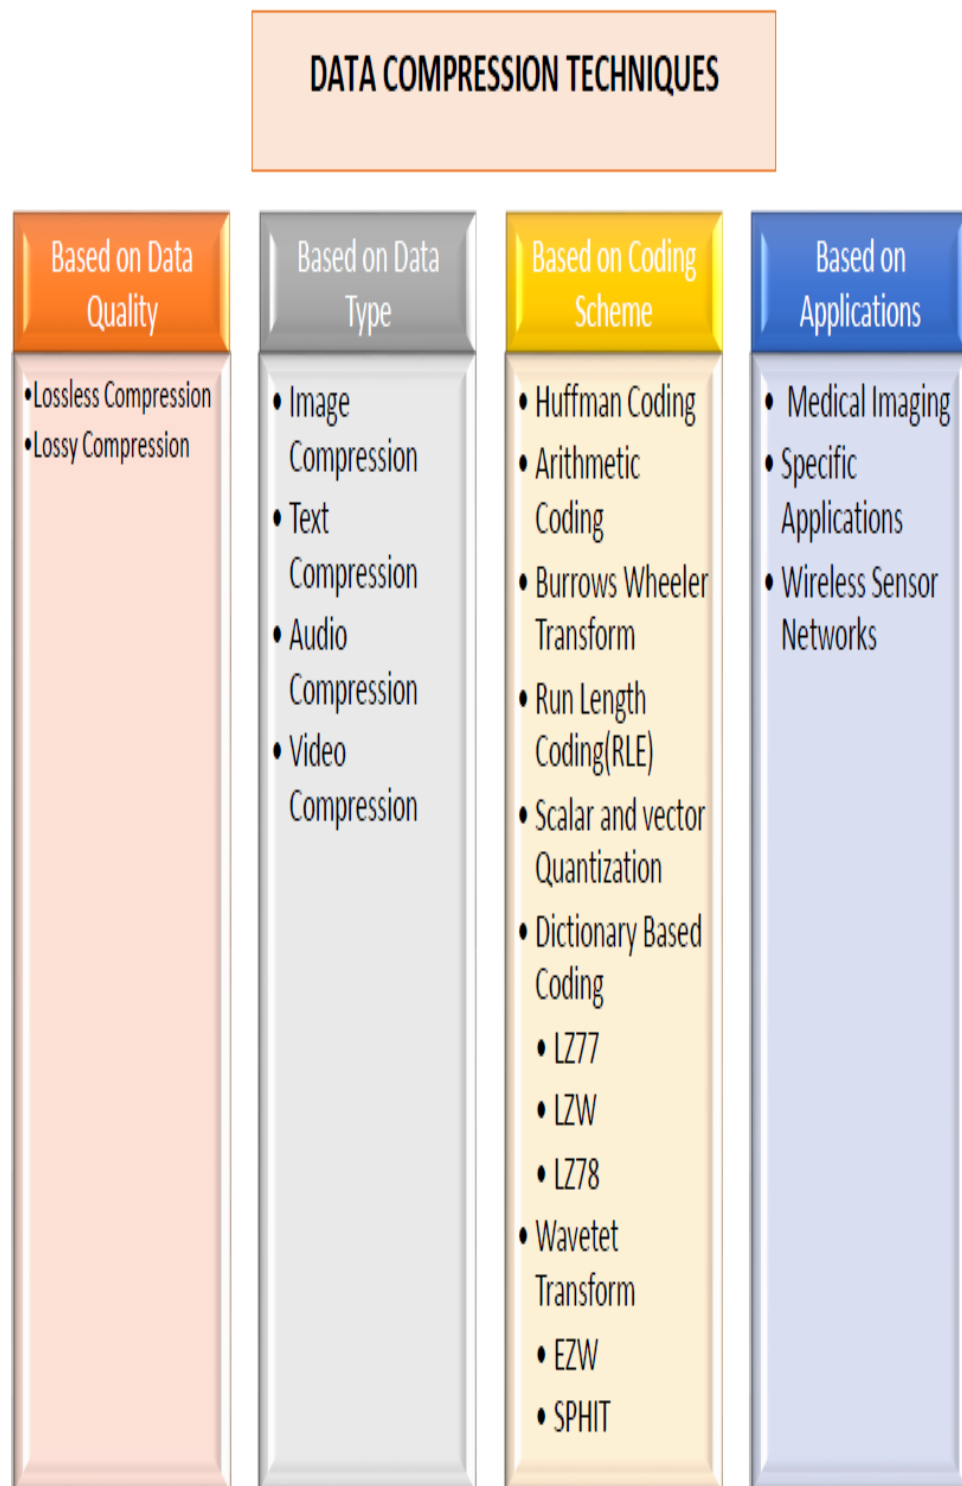 DATA COMPRESSION TECHNIQUES
Based on Data
Quality
•Lossless Compression
•Lossy Compression
Based on Data
Type
• Image
Compression
• Text
Compression
• Audio
Compression
• Video
Compression
Based on Coding
Scheme
• Huffman Coding
• Arithmetic
Coding
• Burrows Wheeler
Transform
• Run Length
Coding(RLE)
• Scalar and vector
Quantization
• Dictionary Based
Coding
• LZ77
• LZW
• LZ78
• Wavetet
Transform
• EZW
• SPHIT
Based on
Applications
• Medical Imaging
• Specific
Applications
• Wireless Sensor
Networks